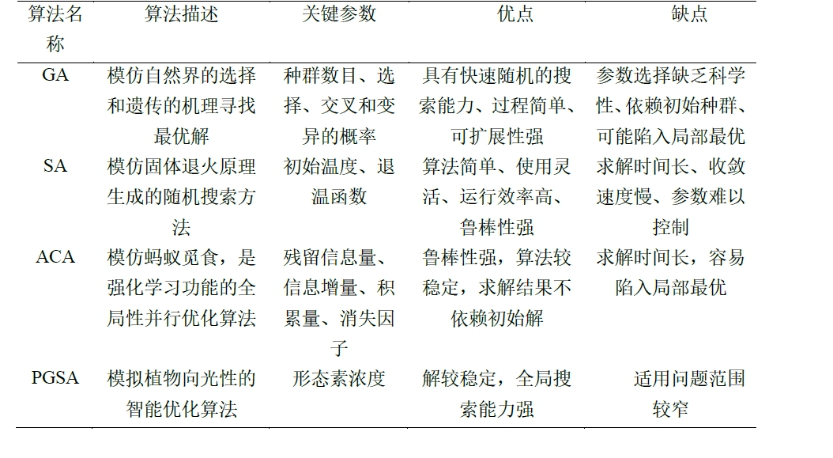 算法名 算法描述 关键参数 优点 缺点
称
GA 模仿自然界的选择 种群数目、选 具有快速随机的搜 参数选择缺乏科学
和遗传的机理寻找 择、交叉和变 索能力、过程简单、 性、依赖初始种群、
最优解 异的概率 可扩展性强 可能陷入局部最优
SA 模仿固体退火原理 初始温度、退 算法简单、使用灵 求解时间长、收敛
生成的随机搜索方 温函数 活、运行效率高、 速度慢、参数难以
法 鲁棒性强 控制
ACA 模仿蚂蚁觅食，是 残留信息量、 鲁棒性强，算法较 求解时间长，容易
强化学习功能的全 信息增量、积 稳定，求解结果不 陷入局部最优
局性并行优化算法 累量、消失因 依赖初始解
子
PGSA 模拟植物向光性的 形态素浓度 解较稳定，全局搜 适用问题范围
智能优化算法 索能力强 较窄